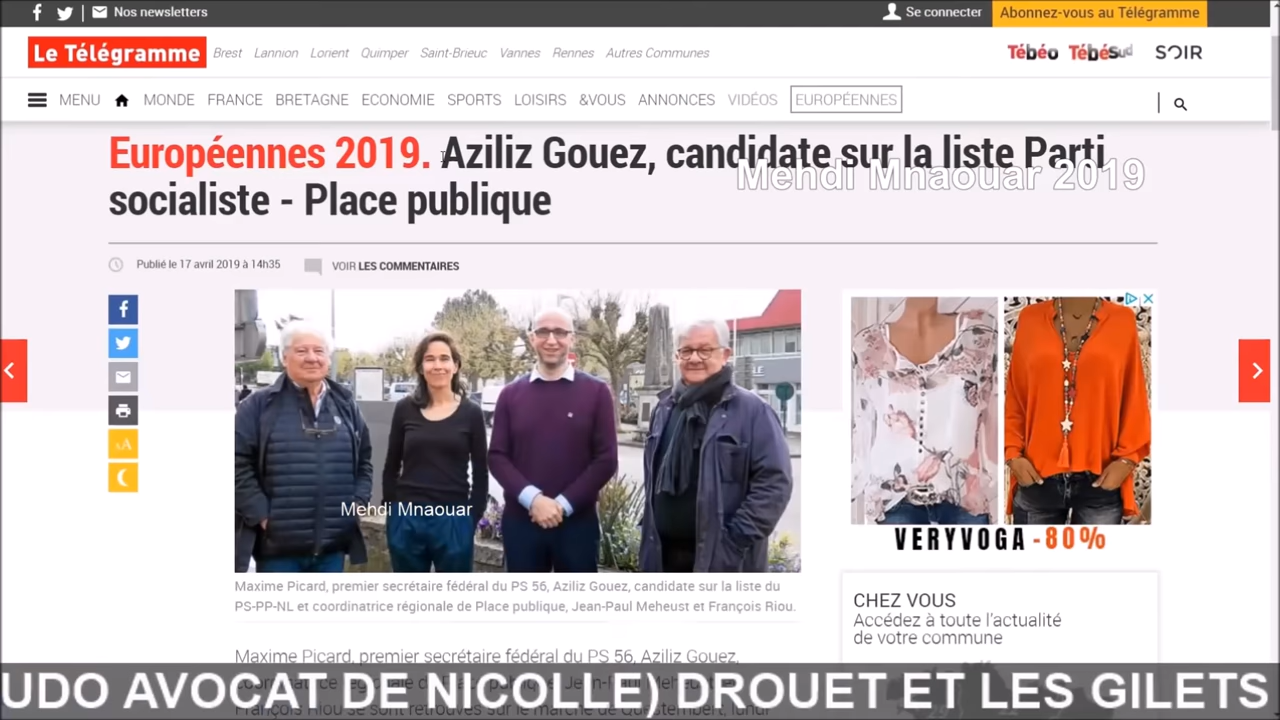 Nos newsletters
Se connecter
Abonnez-vous au Télégramme
Le Télégramme
Brest Lannion Lorient Quimper Saint-Brieuc Vannes Rennes Autres Communes
Tébéo TébéSud SOIR
MENU MONDE FRANCE BRETAGNE ECONOMIE SPORTS LOISIRS &VOUS ANNONCES VIDÉOS EUROPÉENNES
Européennes 2019. Aziliz Gouez, candidate sur la liste Parti
socialiste - Place publique
Mehdi Mnaouar 2019
Publié le 17 avril 2019 à 14h35
VOIR LES COMMENTAIRES
Mehdi Mnaouar
VERYVOGA -80%
Maxime Picard, premier secrétaire fédéral du PS 56, Aziliz Gouez, candidate sur la liste du
PS-PP-NL et coordinatrice régionale de Place publique, Jean-Paul Meheust et François Riou.
CHEZ VOUS
Accédez à toute l'actualité
de votre commune
Maxime Picard, premier secrétaire fédéral du PS 56, Aziliz Gouez,
UDO AVOCAT DE NICOLLE) DROUET ET LES GILETS